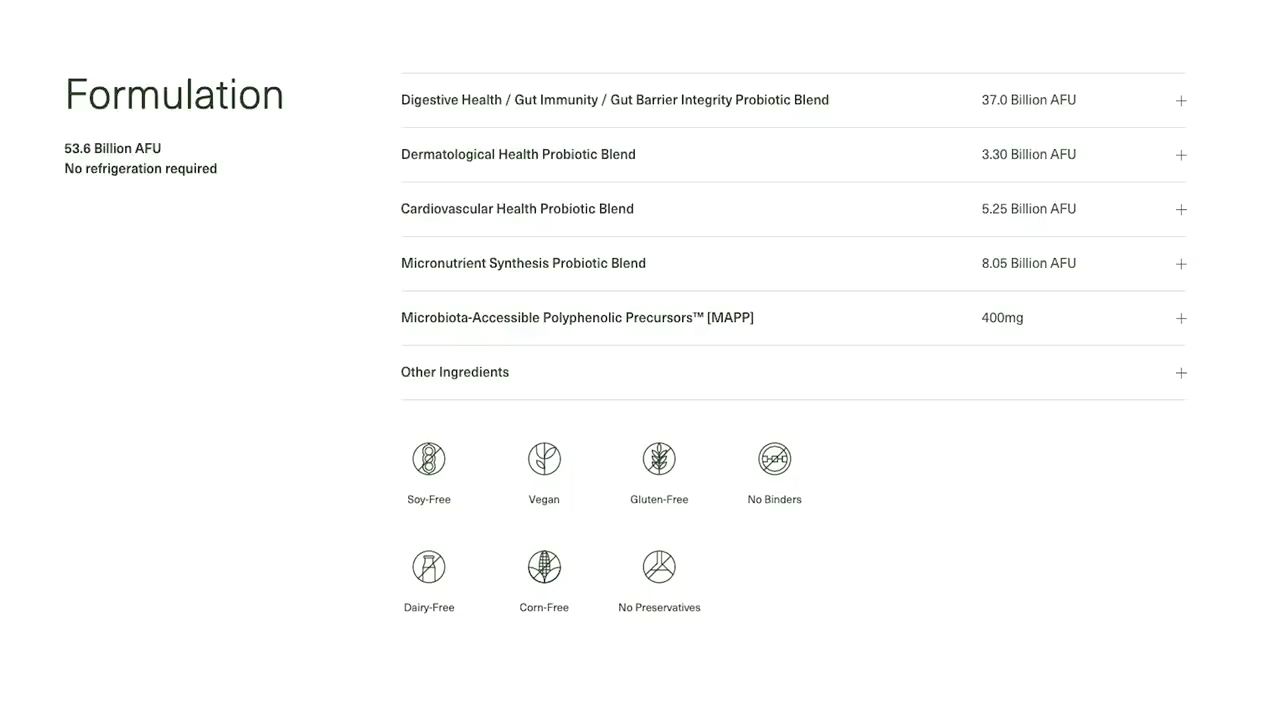 Formulation
53.6 Billion AFU
No refrigeration required
Digestive Health / Gut Immunity / Gut Barrier Integrity Probiotic Blend 37.0 Billion AFU +
Dermatological Health Probiotic Blend 3.30 Billion AFU +
Cardiovascular Health Probiotic Blend 5.25 Billion AFU +
Micronutrient Synthesis Probiotic Blend 8.05 Billion AFU +
Microbiota-Accessible Polyphenolic Precursors™ [MAPP] 400mg +
Other Ingredients +
Soy-Free Vegan Gluten-Free No Binders
Dairy-Free Corn-Free No Preservatives